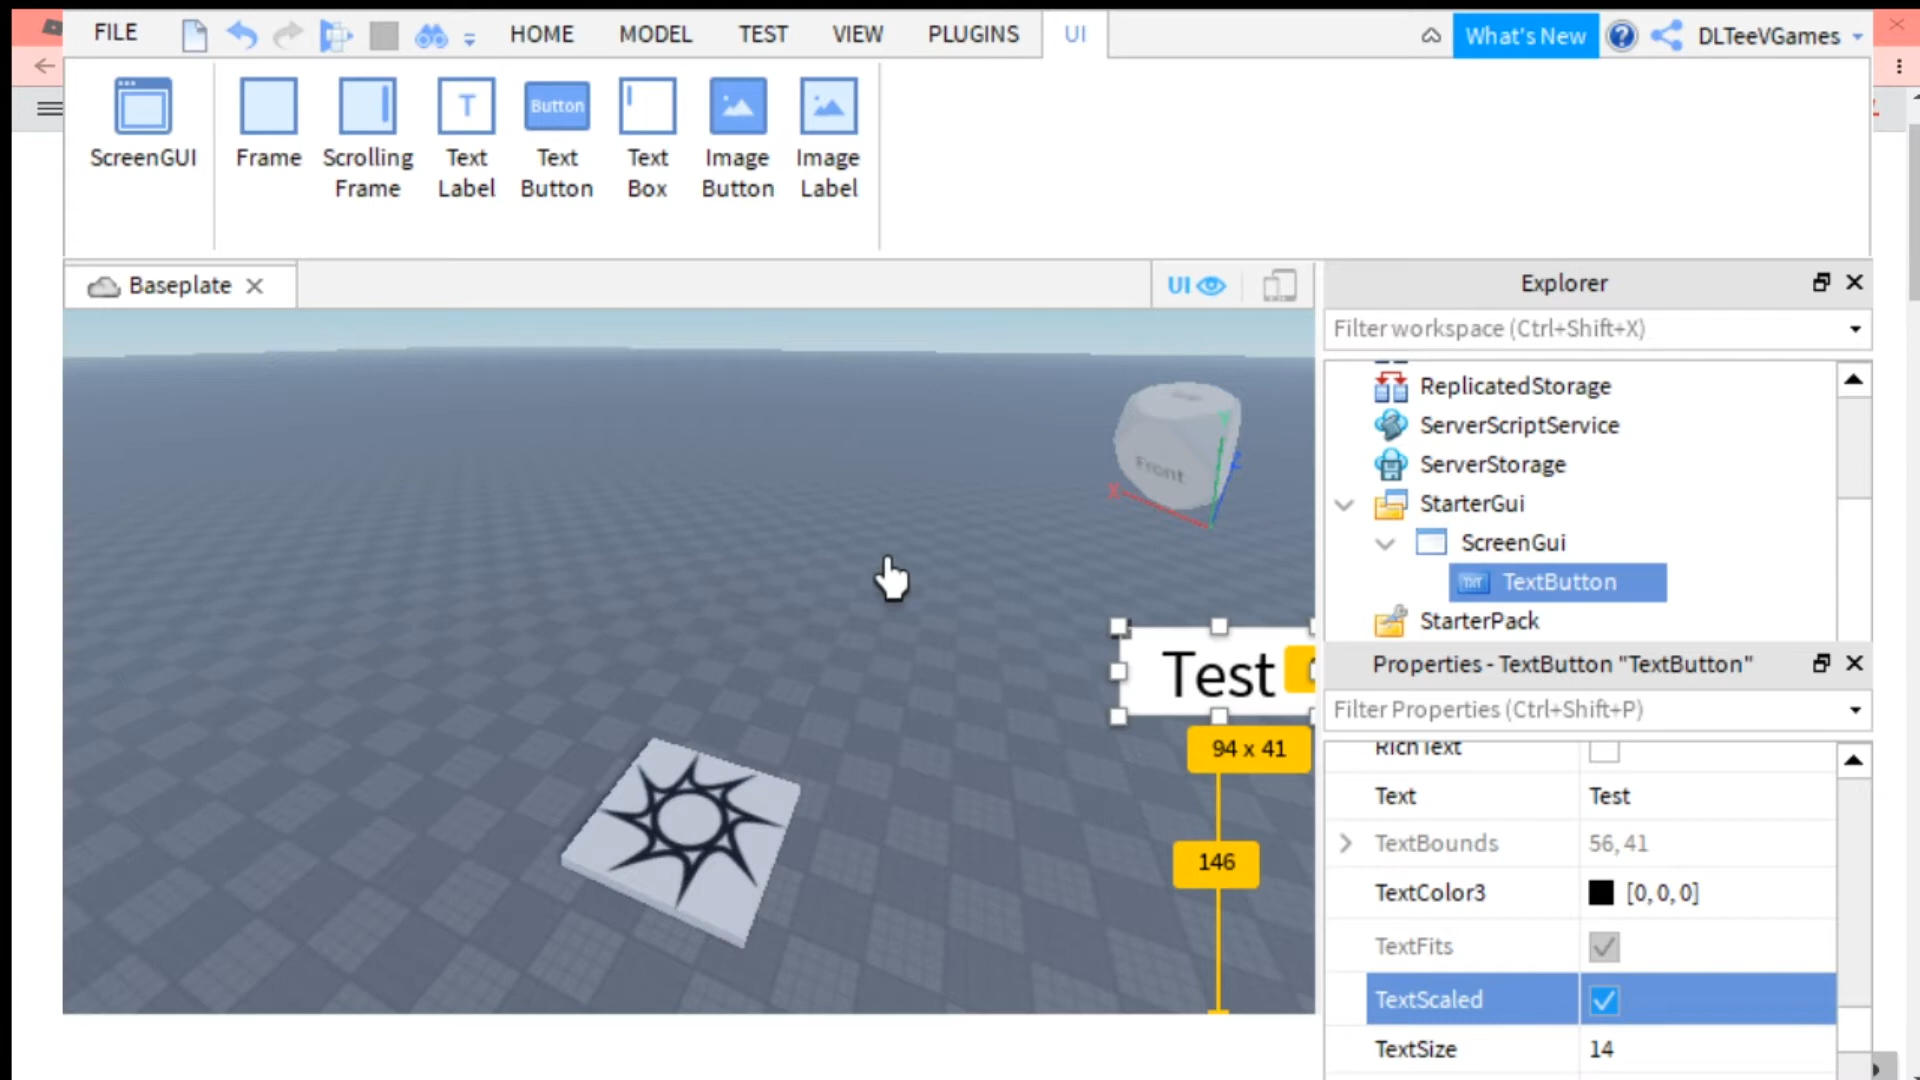 FILE
HOME
MODEL
TEST
VIEW
PLUGINS
UI
What's New
DLTeeVGames
ScreenGUI
Frame
Scrolling
Frame
T
Text
Label
Button
Text
Button
Text
Box
Image
Button
Image
Label
Baseplate
UI
Front
X
Y
Z
Test
94 x 41
146
Explorer
Filter workspace (Ctrl+Shift+X)
ReplicatedStorage
ServerScriptService
ServerStorage
StarterGui
ScreenGui
TXT TextButton
StarterPack
Properties - TextButton "TextButton"
Filter Properties (Ctrl+Shift+P)
RichText
Text Test
TextBounds 56, 41
TextColor3 [0, 0, 0]
TextFits
TextScaled
TextSize 14